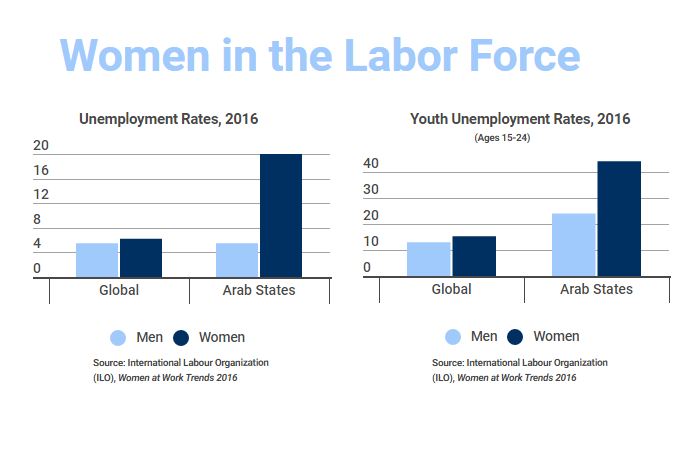 Women in the Labor Force
Unemployment Rates, 2016
20
16
12
8
4
0
Global
Arab States
Men
Women
Source: International Labour Organization
(ILO), Women at Work Trends 2016
Youth Unemployment Rates, 2016
(Ages 15-24)
40
30
20
10
0
Global
Arab States
Men
Women
Source: International Labour Organization
(ILO), Women at Work Trends 2016